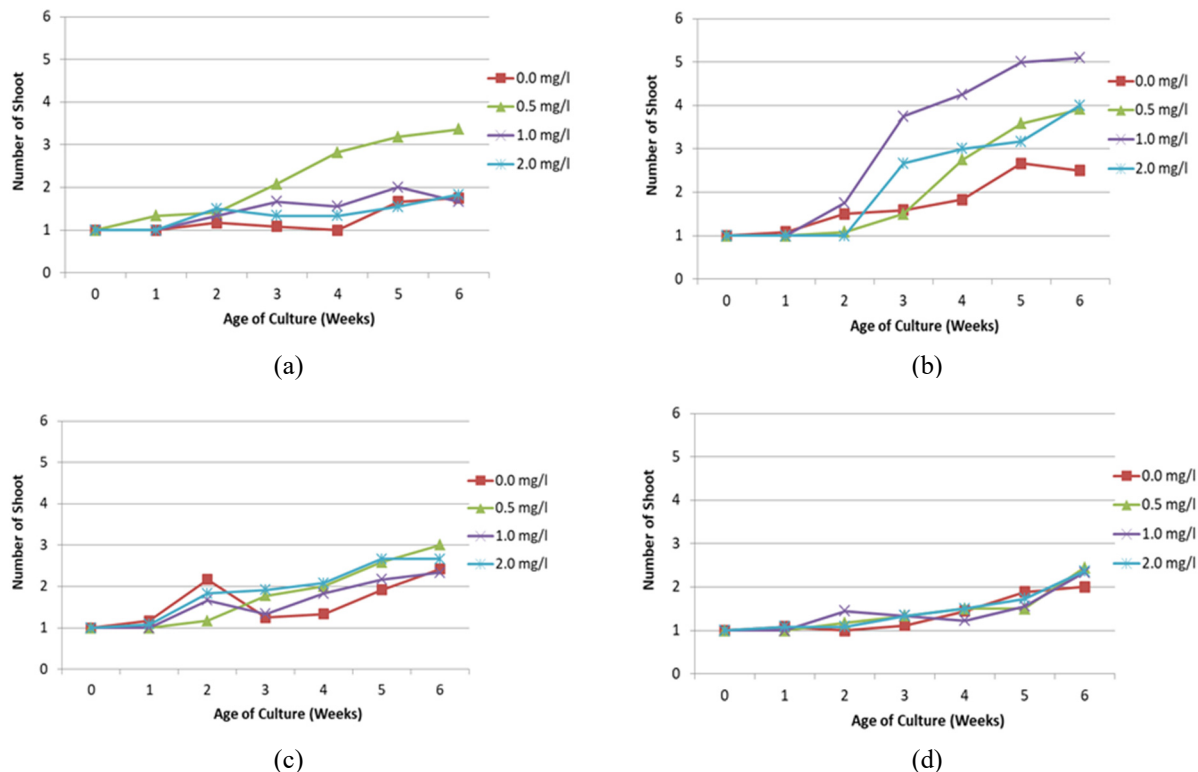 6
5
4
3
2
1
0
Number of Shoot
0 1 2 3 4 5 6
Age of Culture (Weeks)
0.0 mg/l
0.5 mg/l
1.0 mg/l
2.0 mg/l
(a)
6
5
4
3
2
1
0
Number of Shoot
0 1 2 3 4 5 6
Age of Culture (Weeks)
0.0 mg/l
0.5 mg/l
1.0 mg/l
2.0 mg/l
(b)
6
5
4
3
2
1
0
Number of Shoot
0 1 2 3 4 5 6
Age of Culture (Weeks)
0.0 mg/l
0.5 mg/l
1.0 mg/l
2.0 mg/l
(c)
6
5
4
3
2
1
0
Number of Shoot
0 1 2 3 4 5 6
Age of Culture (Weeks)
0.0 mg/l
0.5 mg/l
1.0 mg/l
2.0 mg/l
(d)